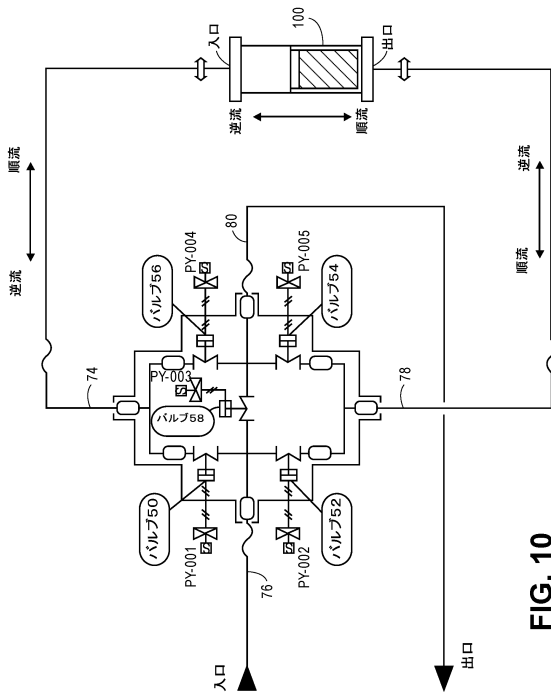 100
入口
出口
逆流
順流
順流
逆流
逆流
順流
80
PY-004
PY-005
バルブ56
バルブ54
74
PY-003
78
バルブ58
バルブ50
バルブ52
PY-001
PY-002
76
入口
出口
FIG. 10